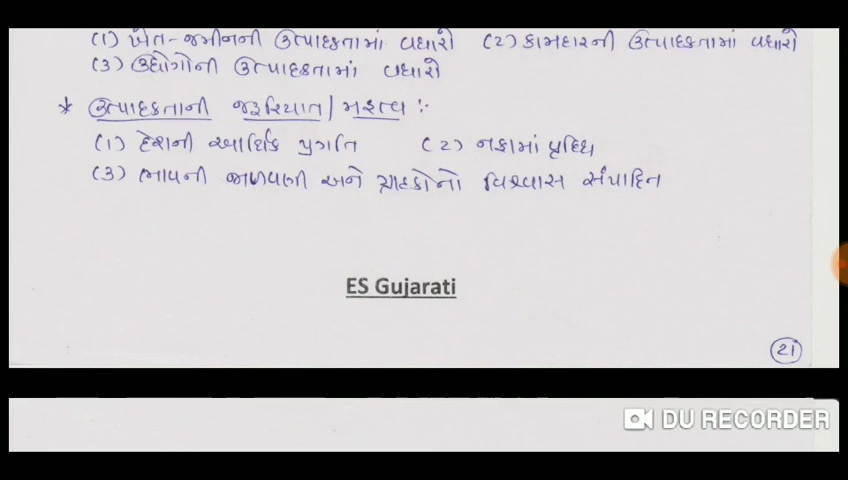 (1) ખેત-જમીનની ઉત્પાદકતામાં વધારો (2) કામદારની ઉત્પાદકતામાં વધારો
(3) ઉદ્યોગોની ઉત્પાદકતામાં વધારો
* ઉત્પાદકતાની જરૂરિયાત/મહત્વ :-
(1) દેશની આર્થિક પ્રગતિ (2) નફામાં વૃદ્ધિ
(3) ભાવની જાળવણી અને ગ્રાહકોનો વિશ્વાસ સંપાદિત
ES Gujarati
21
DU RECORDER